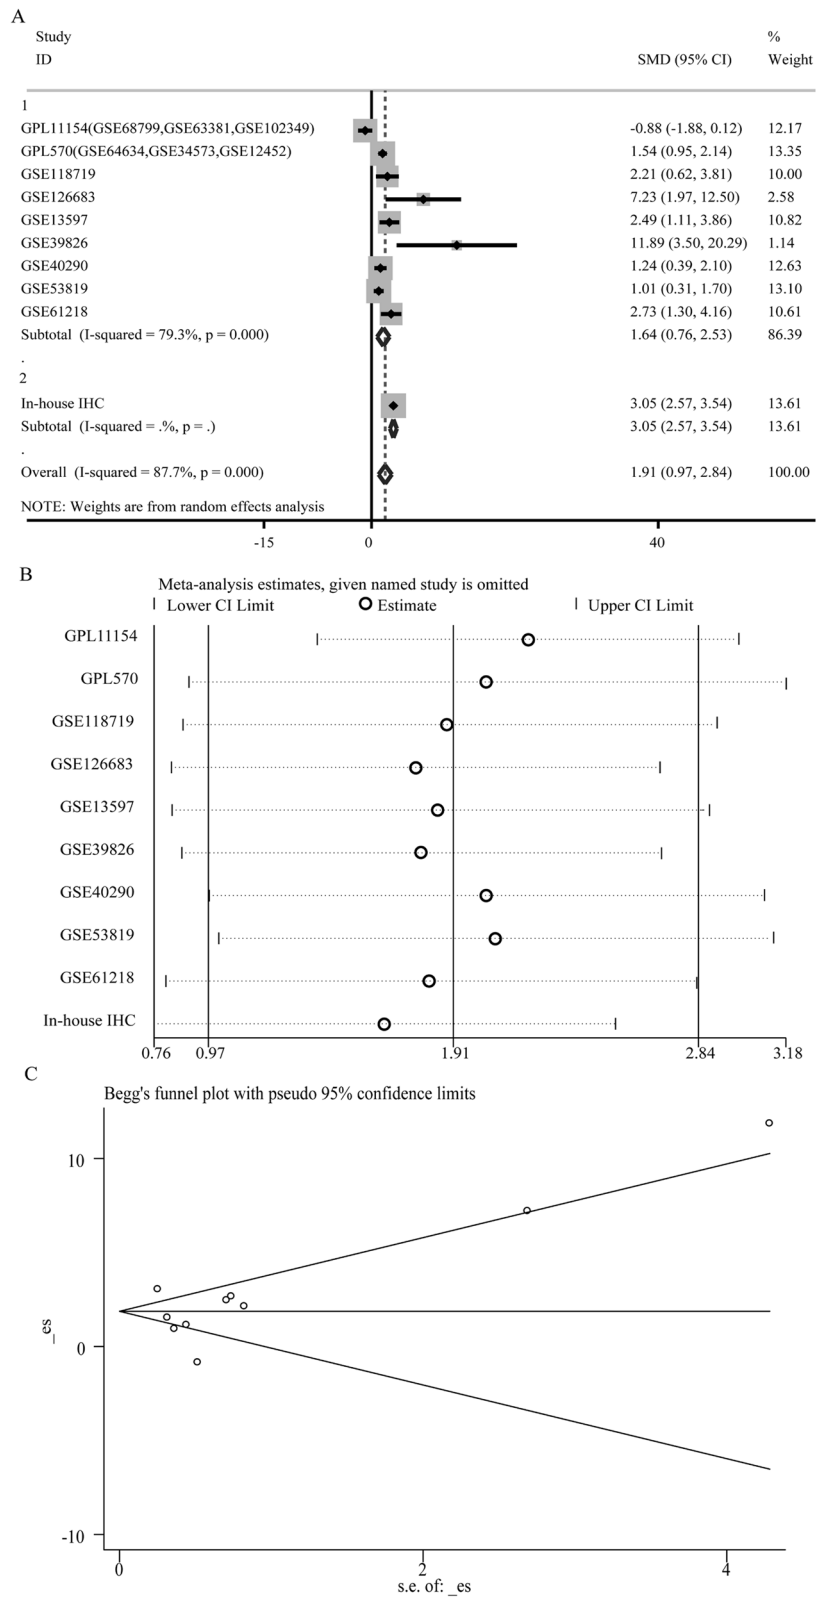 A
Study %
ID SMD (95% CI) Weight
1
GPL11154(GSE68799,GSE63381,GSE102349) -0.88 (-1.88, 0.12) 12.17
GPL570(GSE64634,GSE34573,GSE12452) 1.54 (0.95, 2.14) 13.35
GSE118719 2.21 (0.62, 3.81) 10.00
GSE126683 7.23 (1.97, 12.50) 2.58
GSE13597 2.49 (1.11, 3.86) 10.82
GSE39826 11.89 (3.50, 20.29) 1.14
GSE40290 1.24 (0.39, 2.10) 12.63
GSE53819 1.01 (0.31, 1.70) 13.10
GSE61218 2.73 (1.30, 4.16) 10.61
Subtotal (I-squared = 79.3%, p = 0.000) 1.64 (0.76, 2.53) 86.39
.
2
In-house IHC 3.05 (2.57, 3.54) 13.61
Subtotal (I-squared = .%, p = .) 3.05 (2.57, 3.54) 13.61
.
Overall (I-squared = 87.7%, p = 0.000) 1.91 (0.97, 2.84) 100.00
NOTE: Weights are from random effects analysis
-15 0 40
B
Meta-analysis estimates, given named study is omitted
Lower CI Limit Estimate Upper CI Limit
GPL11154
GPL570
GSE118719
GSE126683
GSE13597
GSE39826
GSE40290
GSE53819
GSE61218
In-house IHC
0.76 0.97 1.91 2.84 3.18
C
Begg's funnel plot with pseudo 95% confidence limits
10
0
-10
_es
0 2 4
s.e. of: _es